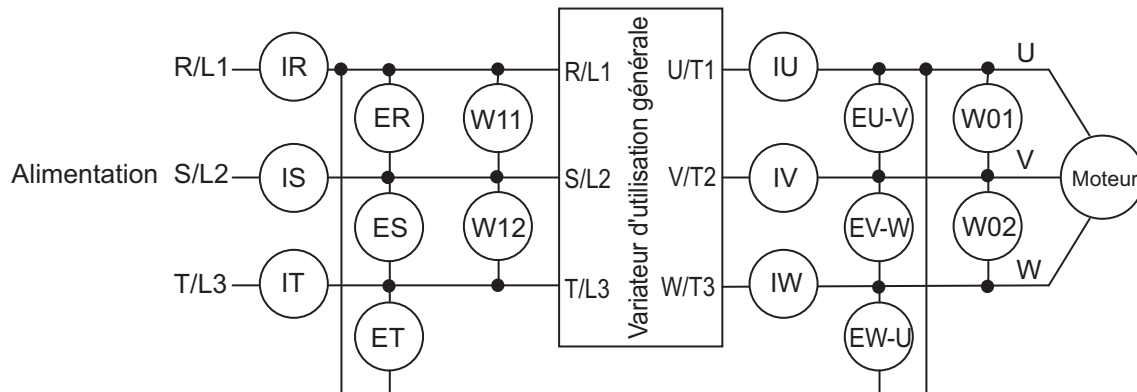 R/L1 IR R/L1 U/T1 IU U
ER W11 EU-V W01
Alimentation S/L2 IS S/L2 V/T2 IV V Moteur
ES W12 EV-W W02
T/L3 IT T/L3 W/T3 IW W
ET EW-U
Variateur d'utilisation générale